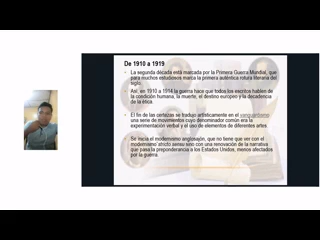 De 1910 a 1919
La segunda década está marcada por la Primera Guerra Mundial, que
para muchos estudiosos marca la primera auténtica rotura literaria del
siglo.
Así, en 1910 a 1914 la guerra hace que todos los escritos hablen de
la condición humana, la muerte, el destino europeo y la decadencia
de la ética.
El fin de las certezas se tradujo artísticamente en el vanguardismo
una serie de movimientos cuyo denominador común era la
experimentación verbal y el uso de elementos de diferentes artes.
Se inicia el modernismo anglosajón, que no tiene que ver con el
modernismo stricto sensu sino con una renovación de la narrativa
que pasa la preponderancia a los Estados Unidos, menos afectados
por la guerra.